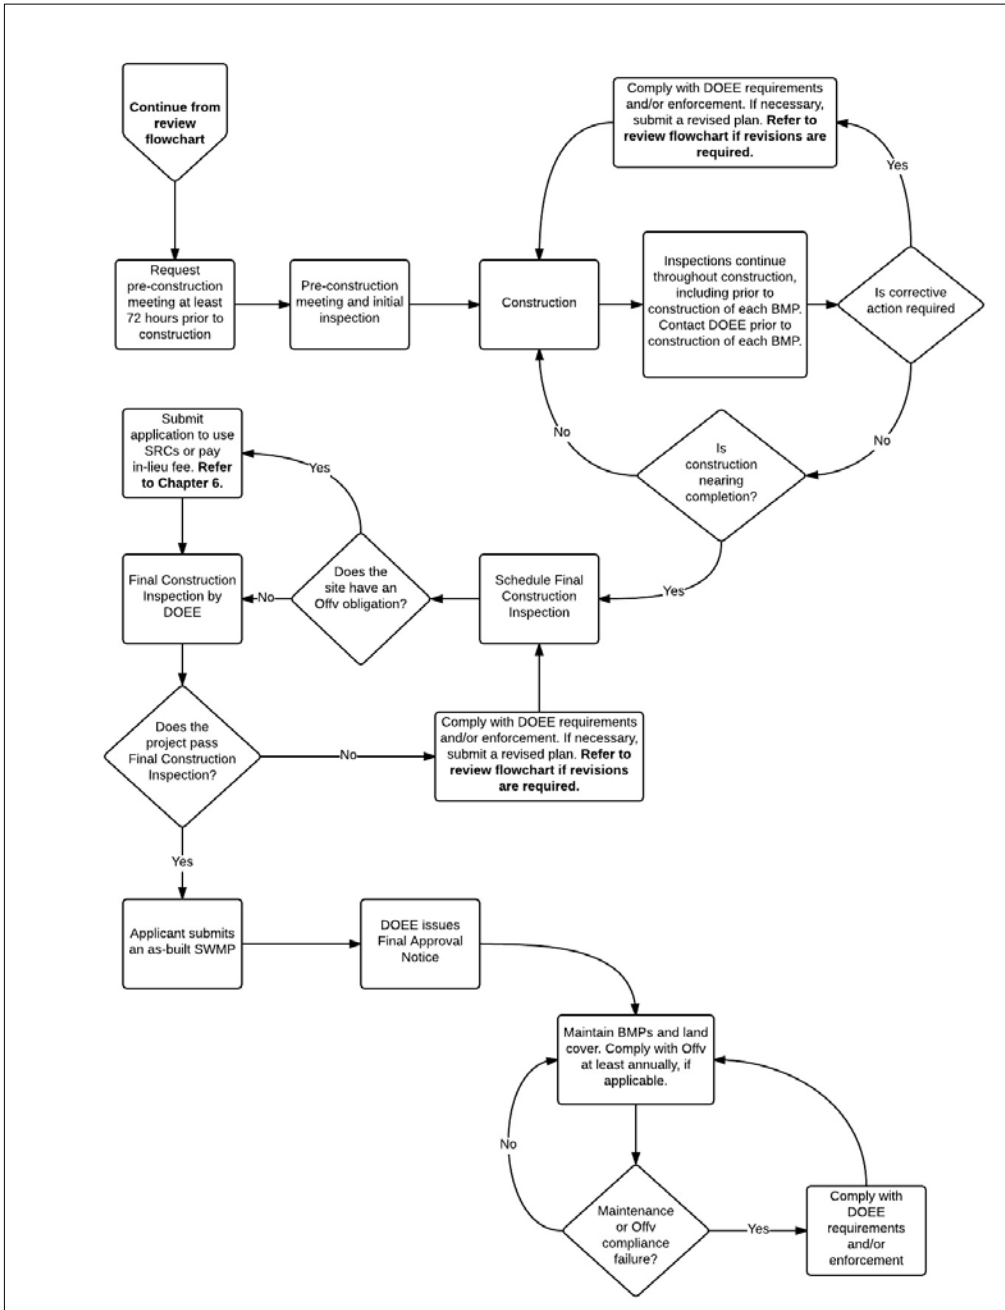 Continue from
review
flowchart
Comply with DOEE requirements
and/or enforcement. If necessary,
submit a revised plan. Refer to
review flowchart if revisions are
required.
Yes
Request
pre-construction
meeting at least
72 hours prior to
construction
Pre-construction
meeting and initial
inspection
Construction
Inspections continue
throughout construction,
including prior to
construction of each BMP.
Contact DOEE prior to
construction of each BMP.
Is corrective
action required
No
Is
construction
nearing
completion?
No
Yes
Submit
application to use
SRCs or pay
in-lieu fee. Refer
to Chapter 6.
Yes
Final Construction
Inspection by
DOEE
No
Does the
site have an
Offv obligation?
Schedule Final
Construction
Inspection
Does the
project pass
Final Construction
Inspection?
No
Comply with DOEE requirements
and/or enforcement. If necessary,
submit a revised plan. Refer to
review flowchart if revisions
are required.
Yes
Applicant submits
an as-built SWMP
DOEE issues
Final Approval
Notice
Maintain BMPs and land
cover. Comply with Offv
at least annually, if
applicable.
No
Maintenance
or Offv
compliance
failure?
Yes
Comply with
DOEE
requirements
and/or
enforcement